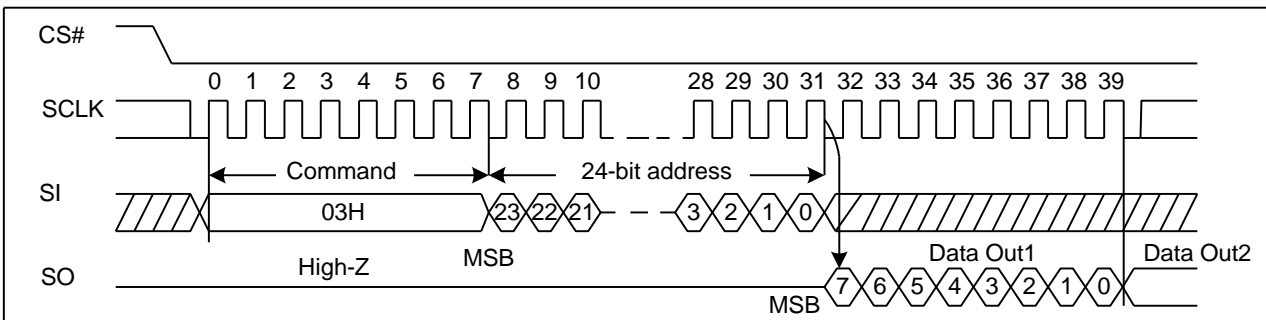 CS#
0 1 2 3 4 5 6 7 8 9 10 28 29 30 31 32 33 34 35 36 37 38 39
SCLK
Command 24-bit address
SI
03H 23 22 21 3 2 1 0
High-Z MSB Data Out1 Data Out2
SO
MSB 7 6 5 4 3 2 1 0